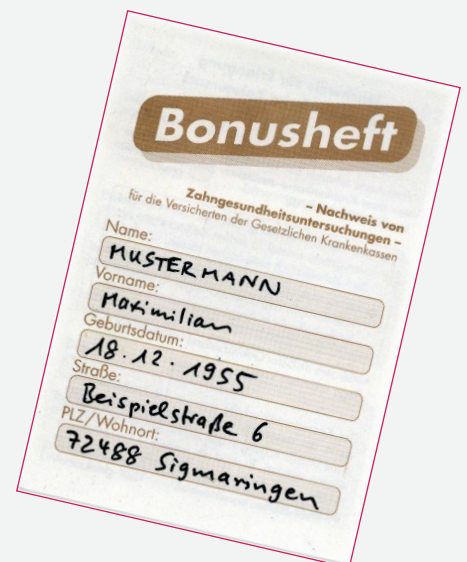 Bonusheft
– Nachweis von
Zahngesundheitsuntersuchungen –
für die Versicherten der Gesetzlichen Krankenkassen
Name:
MUSTERMANN
Vorname:
Maximilian
Geburtsdatum:
18.12.1955
Straße:
Beispielstraße 6
PLZ/Wohnort:
72488 Sigmaringen